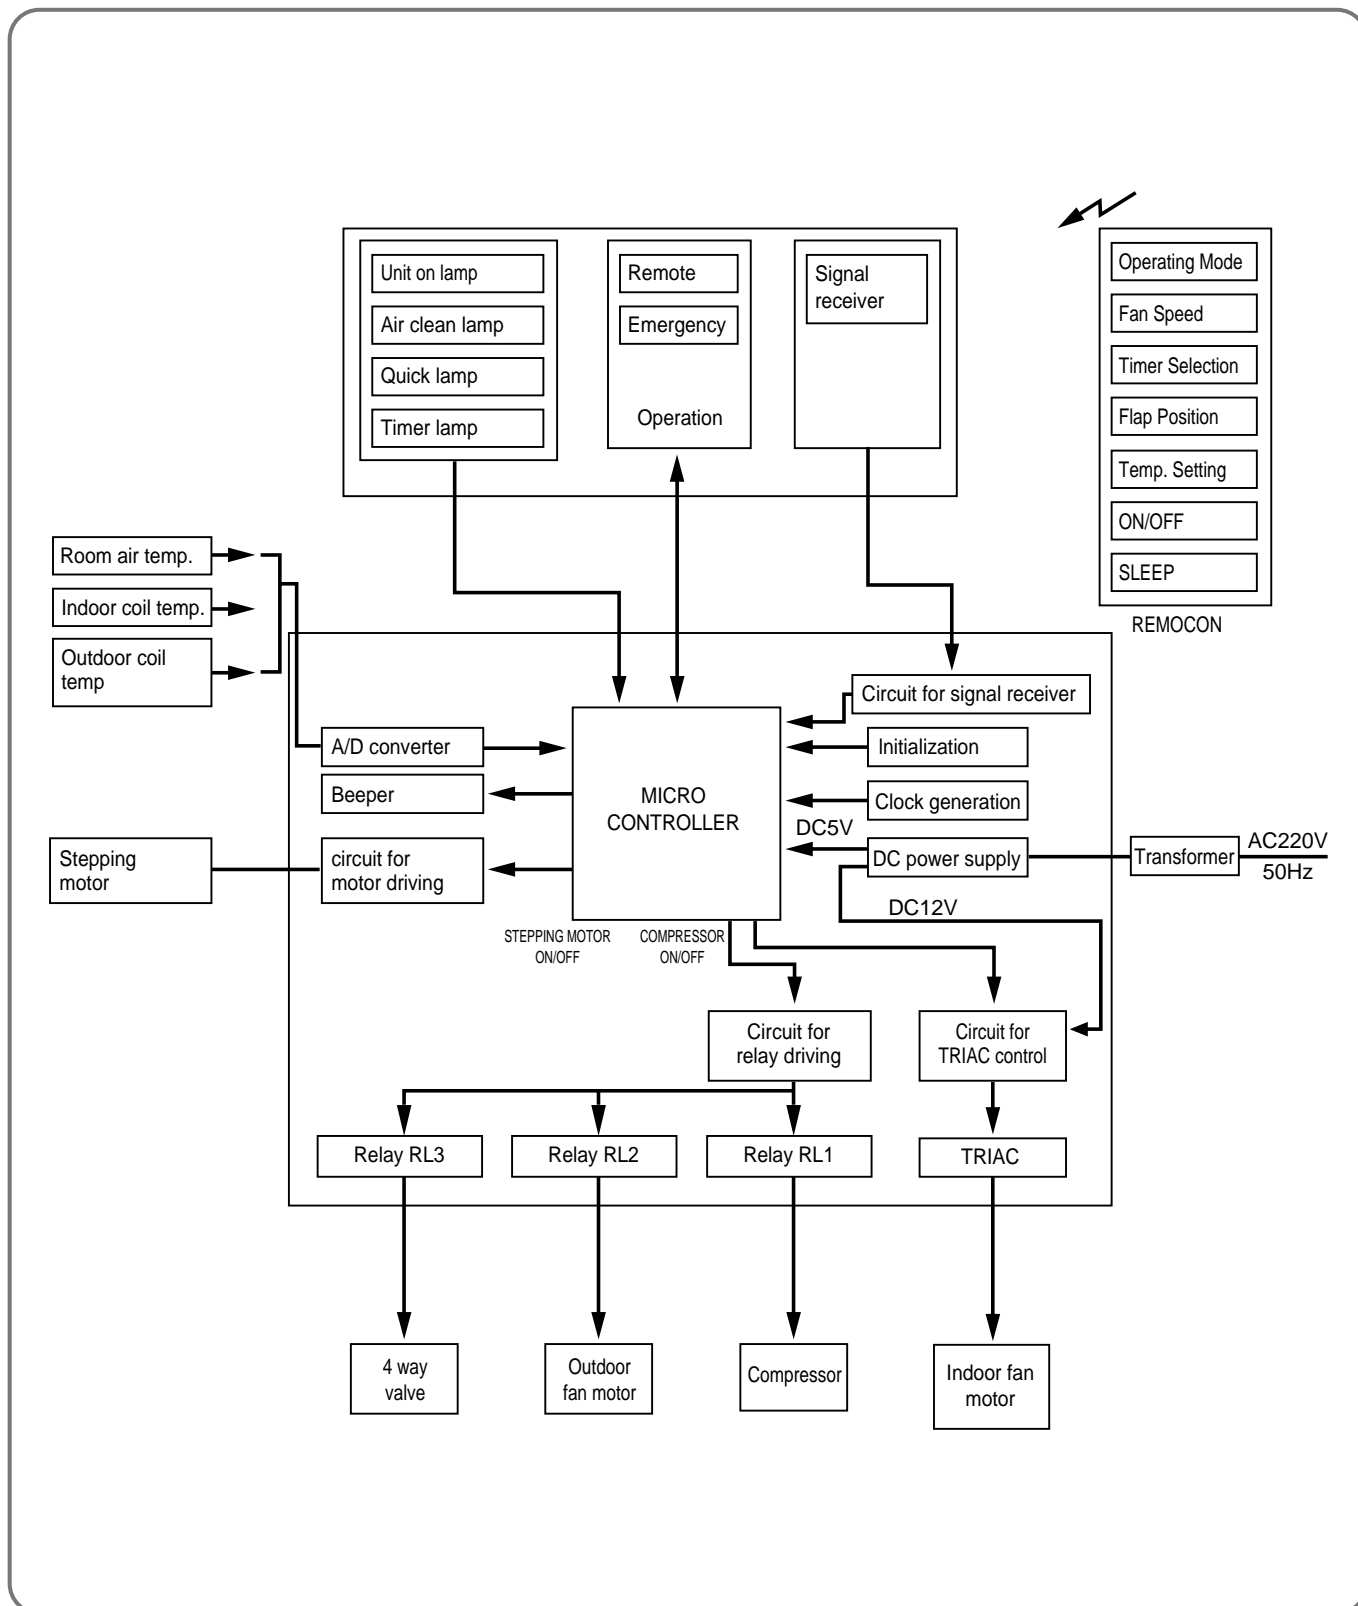 Unit on lamp
Air clean lamp
Quick lamp
Timer lamp
Remote
Emergency
Operation
Signal
receiver
Operating Mode
Fan Speed
Timer Selection
Flap Position
Temp. Setting
ON/OFF
SLEEP
REMOCON
Room air temp.
Indoor coil temp.
Outdoor coil
temp
Circuit for signal receiver
A/D converter
Initialization
Beeper
MICRO
CONTROLLER
Clock generation
DC5V
Stepping
motor
circuit for
motor driving
DC power supply
Transformer
AC220V
50Hz
DC12V
STEPPING MOTOR
ON/OFF
COMPRESSOR
ON/OFF
Circuit for
relay driving
Circuit for
TRIAC control
Relay RL3
Relay RL2
Relay RL1
TRIAC
4 way
valve
Outdoor
fan motor
Compressor
Indoor fan
motor